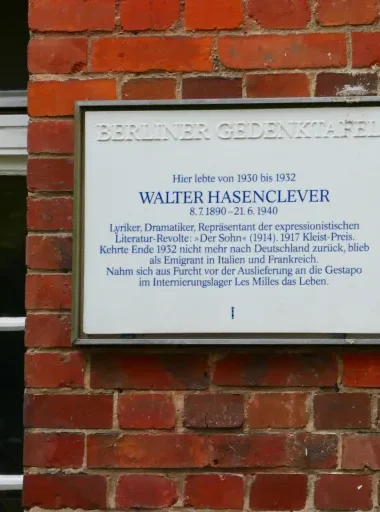 BERLINER GEDENKTAFEL
Hier lebte von 1930 bis 1932
WALTER HASENCLEVER
8.7.1890–21.6.1940
Lyriker, Dramatiker, Repräsentant der expressionistischen
Literatur-Revolte: »Der Sohn« (1914). 1917 Kleist-Preis.
Kehrte Ende 1932 nicht mehr nach Deutschland zurück, blieb
als Emigrant in Italien und Frankreich.
Nahm sich aus Furcht vor der Auslieferung an die Gestapo
im Internierungslager Les Milles das Leben.